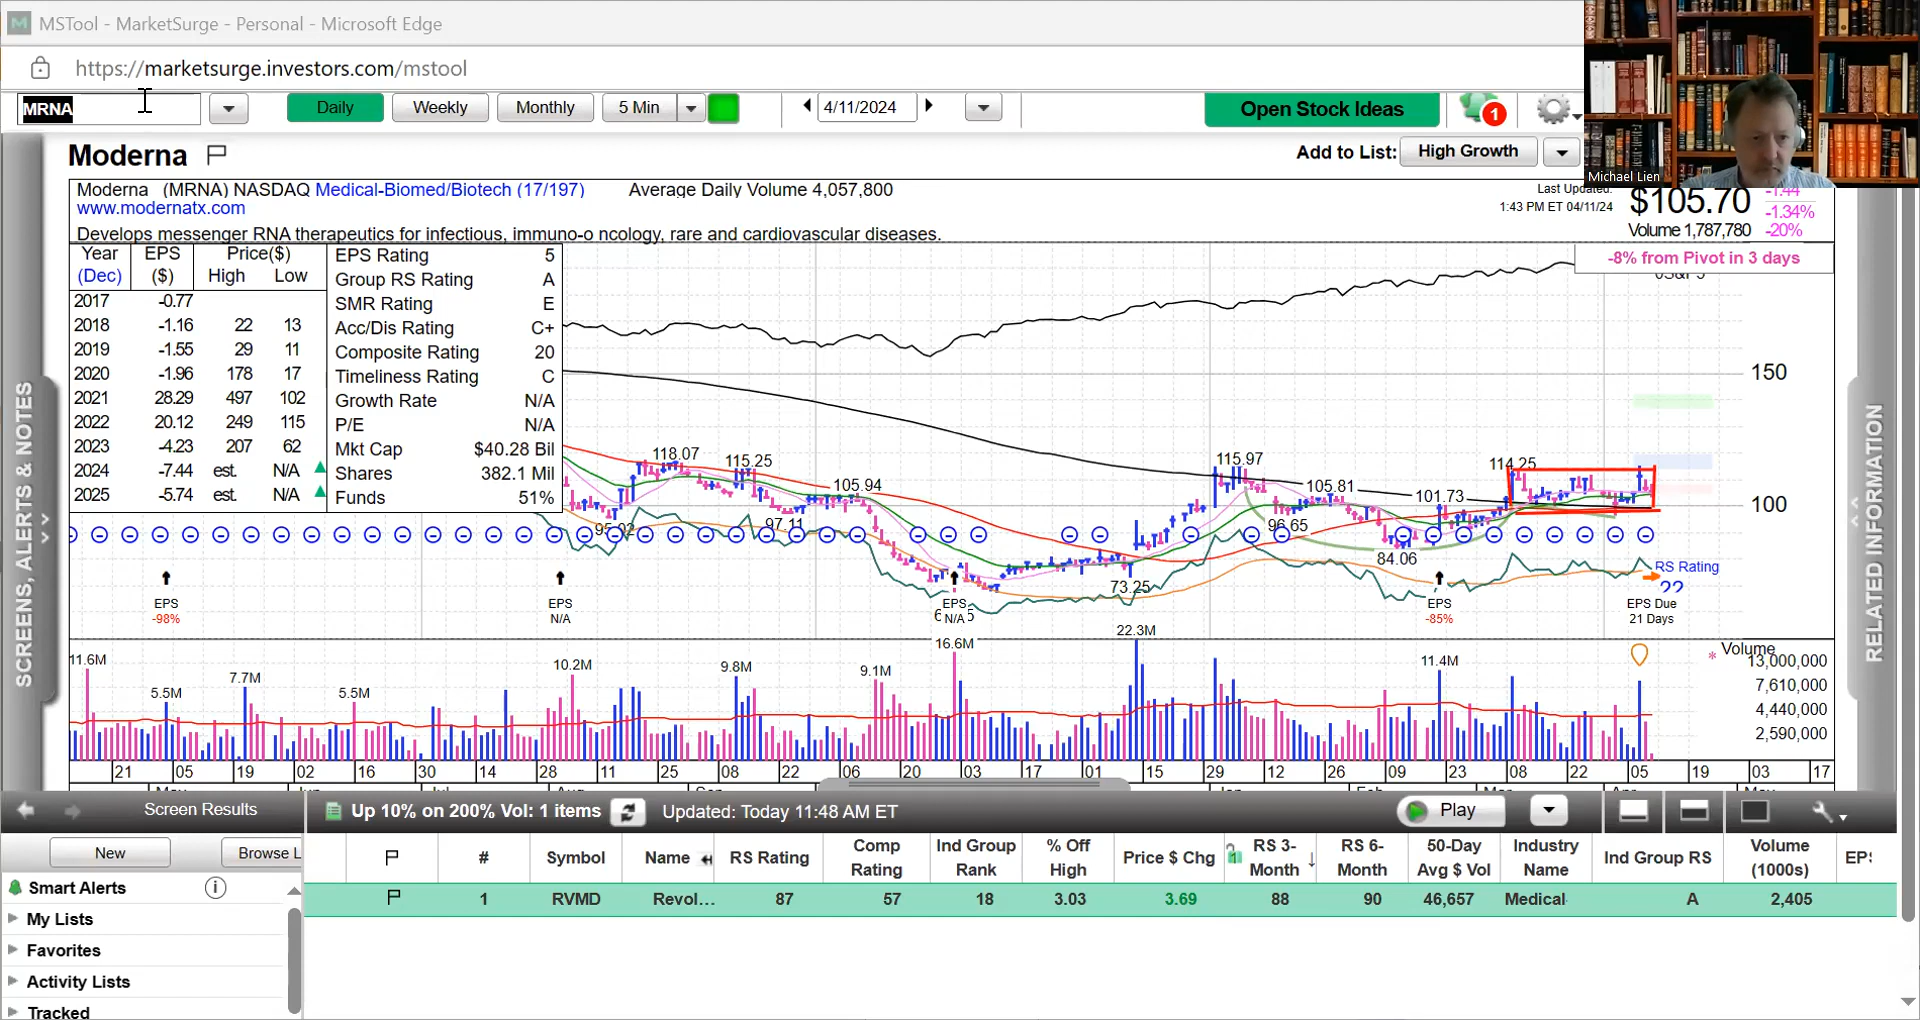 MSTool - MarketSurge - Personal - Microsoft Edge
https://marketsurge.investors.com/mstool
MRNA
Daily
Weekly
Monthly
5 Min
4/11/2024
Open Stock Ideas
1
Michael Lien
Moderna
Add to List:
High Growth
Moderna (MRNA) NASDAQ Medical-Biomed/Biotech (17/197) Average Daily Volume 4,057,800
www.modernatx.com
Develops messenger RNA therapeutics for infectious, immuno-o ncology, rare and cardiovascular diseases.
Last Updated:
1:43 PM ET 04/11/24
$105.70
-1.44
-1.34%
Volume 1,787,780 -20%
-8% from Pivot in 3 days
Year EPS Price($)
(Dec) ($) High Low
2017 -0.77
2018 -1.16 22 13
2019 -1.55 29 11
2020 -1.96 178 17
2021 28.29 497 102
2022 20.12 249 115
2023 -4.23 207 62
2024 -7.44 est. N/A
2025 -5.74 est. N/A
EPS Rating 5
Group RS Rating A
SMR Rating E
Acc/Dis Rating C+
Composite Rating 20
Timeliness Rating C
Growth Rate N/A
P/E N/A
Mkt Cap $40.28 Bil
Shares 382.1 Mil
Funds 51%
150
100
118.07
115.25
105.94
97.11
73.25
115.97
96.65
105.81
84.06
101.73
114.25
RS Rating
22
EPS
-98%
EPS
N/A
EPS
N/A
EPS
-85%
EPS Due
21 Days
11.6M
5.5M
7.7M
5.5M
10.2M
9.8M
9.1M
16.6M
22.3M
11.4M
Volume
13,000,000
7,610,000
4,440,000
2,590,000
21 05 19 02 16 30 14 28 11 25 08 22 06 20 03 17 01 15 29 12 26 09 23 08 22 05 19 03 17
SCREENS, ALERTS & NOTES
RELATED INFORMATION
Screen Results
Up 10% on 200% Vol: 1 items
Updated: Today 11:48 AM ET
Play
New
Browse L
Smart Alerts
My Lists
Favorites
Activity Lists
Tracked
# Symbol Name RS Rating Comp Rating Ind Group Rank % Off High Price $ Chg RS 3-Month RS 6-Month 50-Day Avg $ Vol Industry Name Ind Group RS Volume (1000s)
1 RVMD Revol... 87 57 18 3.03 3.69 88 90 46,657 Medical A 2,405